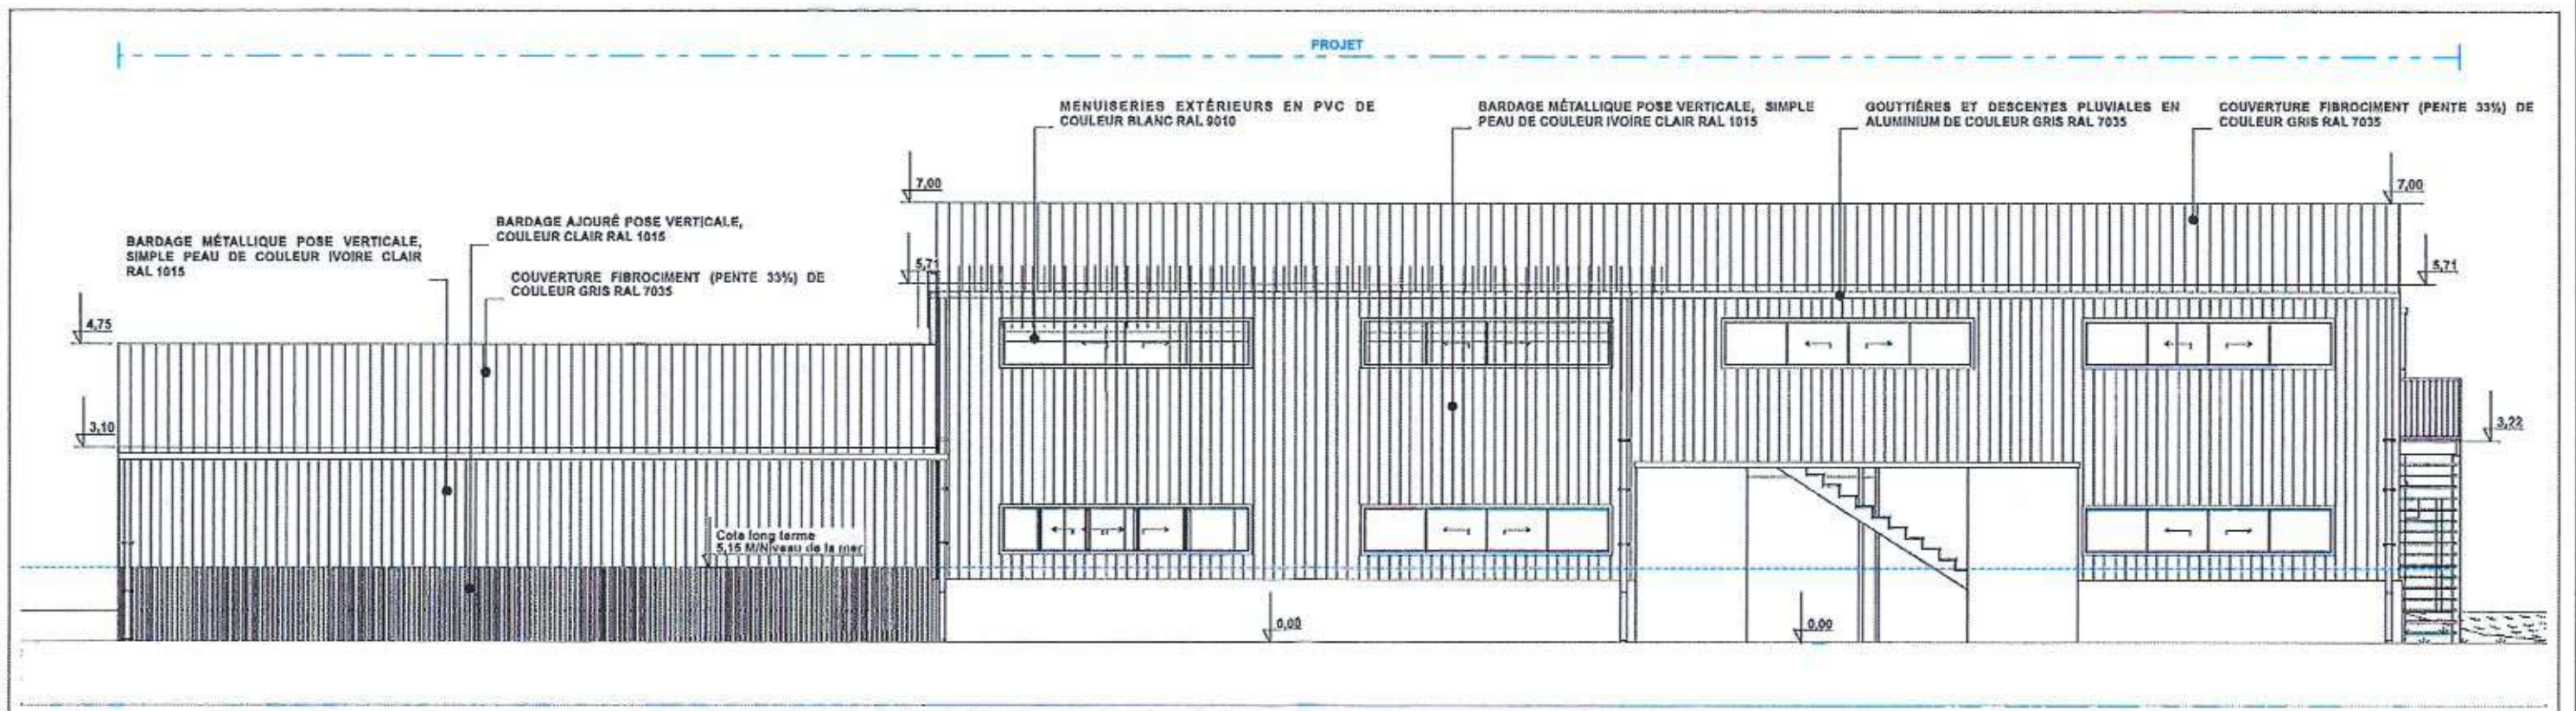 PROJET
MENUISERIES EXTÉRIEURS EN PVC DE
COULEUR BLANC RAL 9010
BARDAGE MÉTALLIQUE POSE VERTICALE, SIMPLE
PEAU DE COULEUR IVOIRE CLAIR RAL 1015
GOUTTIÈRES ET DESCENTES PLUVIALES EN
ALUMINIUM DE COULEUR GRIS RAL 7035
COUVERTURE FIBROCIMENT (PENTE 33%) DE
COULEUR GRIS RAL 7035
7,00
7,00
BARDAGE AJOURÉ POSE VERTICALE,
COULEUR CLAIR RAL 1015
BARDAGE MÉTALLIQUE POSE VERTICALE,
SIMPLE PEAU DE COULEUR IVOIRE CLAIR
RAL 1015
COUVERTURE FIBROCIMENT (PENTE 33%) DE
COULEUR GRIS RAL 7035
5,71
5,71
4,75
3,10
3,22
Cote long terme
5,15 M/Niveau de la mer
0,00
0,00